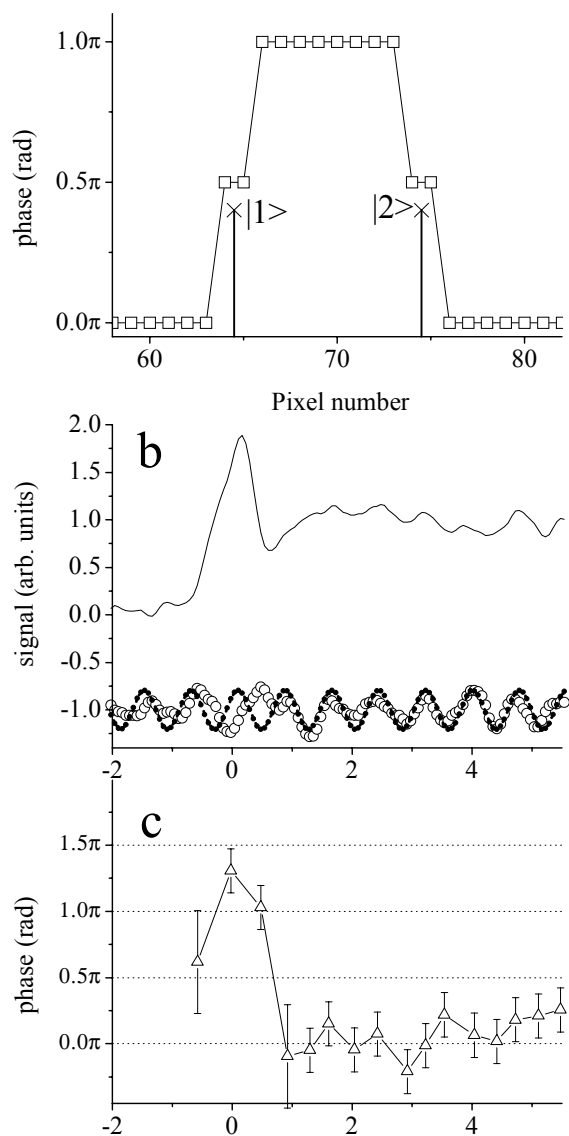 1.0π
phase (rad)
0.5π
|1>
|2>
0.0π
60 70 80
Pixel number
b
2.0
signal (arb. units)
1.5
1.0
0.5
0.0
-0.5
-1.0
-2 0 2 4
c
1.5π
phase (rad)
1.0π
0.5π
0.0π
-2 0 2 4